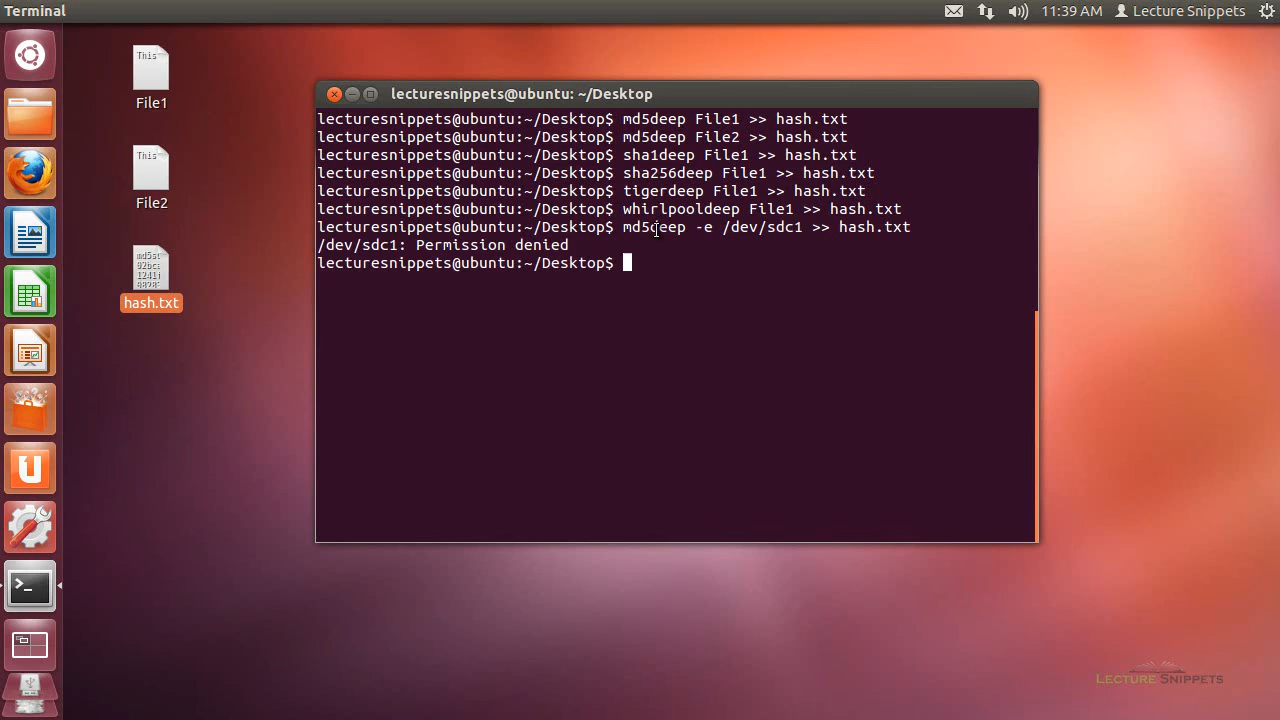 Terminal
11:39 AM Lecture Snippets
This
File1
This
File2
md5st
02bca
1241j
hash.txt
lecturesnippets@ubuntu: ~/Desktop
lecturesnippets@ubuntu:~/Desktop$ md5deep File1 >> hash.txt
lecturesnippets@ubuntu:~/Desktop$ md5deep File2 >> hash.txt
lecturesnippets@ubuntu:~/Desktop$ sha1deep File1 >> hash.txt
lecturesnippets@ubuntu:~/Desktop$ sha256deep File1 >> hash.txt
lecturesnippets@ubuntu:~/Desktop$ tigerdeep File1 >> hash.txt
lecturesnippets@ubuntu:~/Desktop$ whirlpooldeep File1 >> hash.txt
lecturesnippets@ubuntu:~/Desktop$ md5deep -e /dev/sdc1 >> hash.txt
/dev/sdc1: Permission denied
lecturesnippets@ubuntu:~/Desktop$
LECTURE SNIPPETS